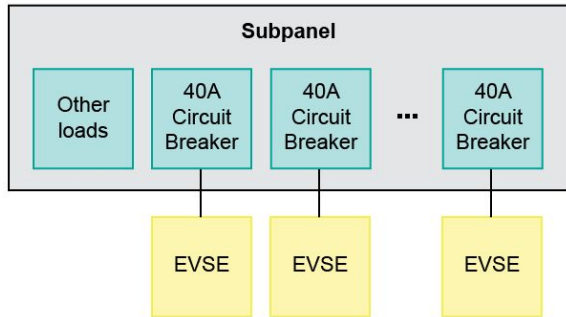 Subpanel
Other
loads
40A
Circuit
Breaker
40A
Circuit
Breaker
...
40A
Circuit
Breaker
EVSE
EVSE
EVSE